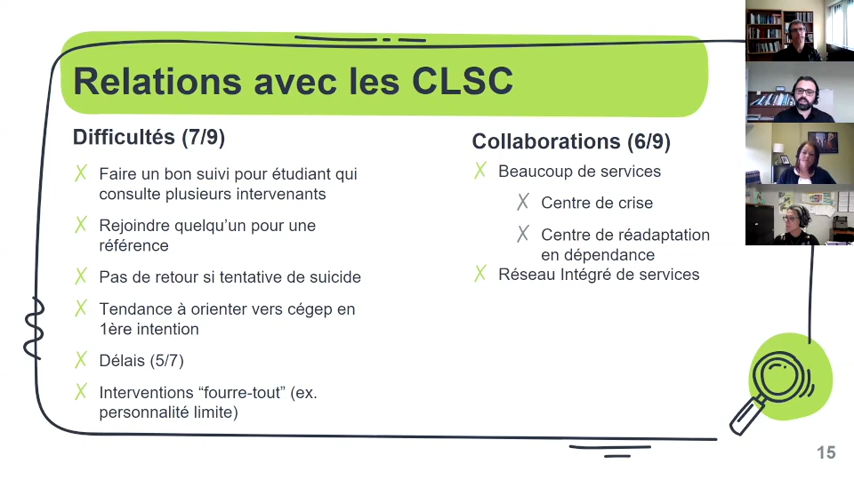 Relations avec les CLSC
Difficultés (7/9)
Faire un bon suivi pour étudiant qui
consulte plusieurs intervenants
Rejoindre quelqu’un pour une
référence
Pas de retour si tentative de suicide
Tendance à orienter vers cégep en
1ère intention
Délais (5/7)
Interventions “fourre-tout” (ex.
personnalité limite)
Collaborations (6/9)
Beaucoup de services
Centre de crise
Centre de réadaptation
en dépendance
Réseau Intégré de services
15